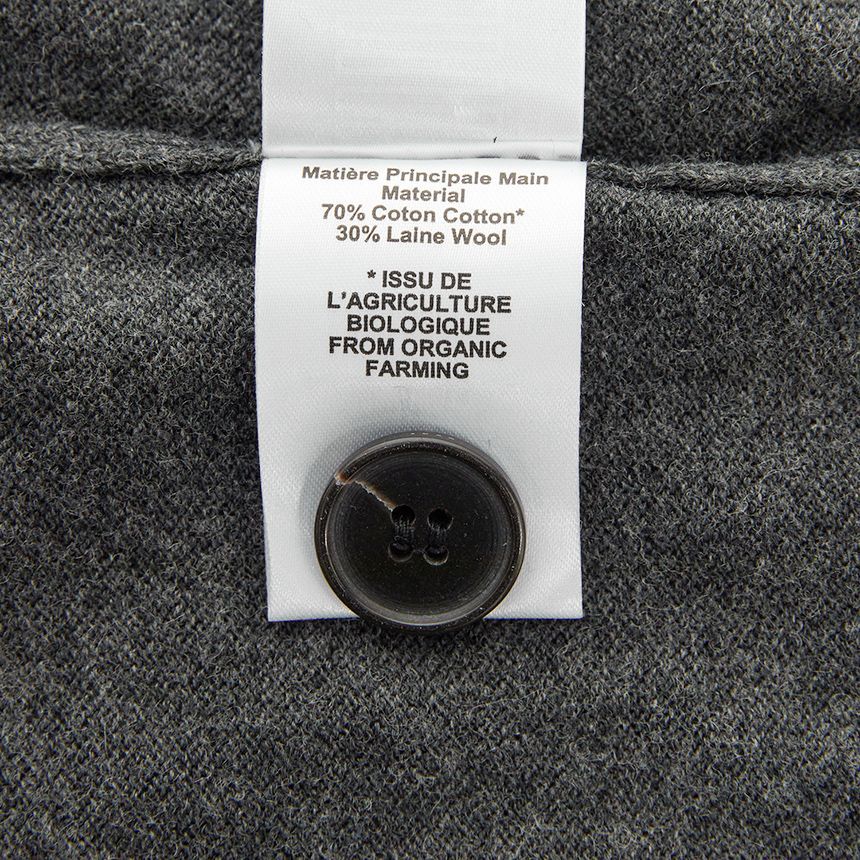 Matière Principale Main
Material
70% Coton Cotton*
30% Laine Wool
* ISSU DE
L'AGRICULTURE
BIOLOGIQUE
FROM ORGANIC
FARMING